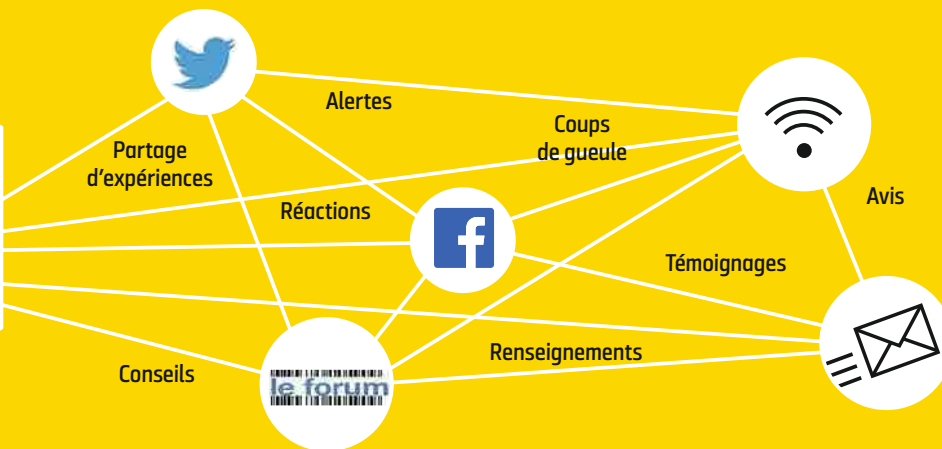 Alertes
Coups
de gueule
Partage
d'expériences
Avis
Réactions
Témoignages
Renseignements
Conseils
le forum